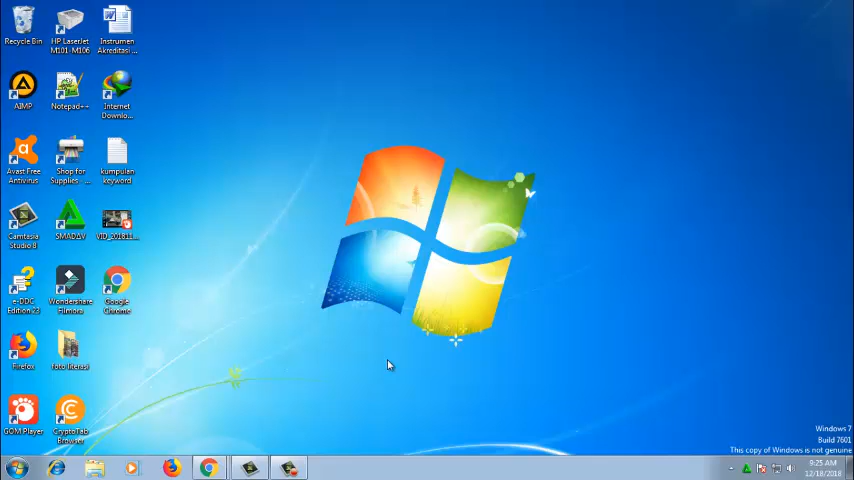 Recycle Bin
HP LaserJet
M101-M106
Instrumen
Akreditasi ...
AIMP
Notepad++
Internet
Downlo...
Avast Free
Antivirus
Shop for
Supplies - ...
kumpulan
keyword
Camtasia
Studio 8
SMADAV
VID_201811...
e-DDC
Edition 23
Wondershare
Filmora
Google
Chrome
Firefox
foto literasi
GOM Player
CryptoTab
Browser
Windows 7
Build 7601
This copy of Windows is not genuine
9:25 AM
12/18/2018